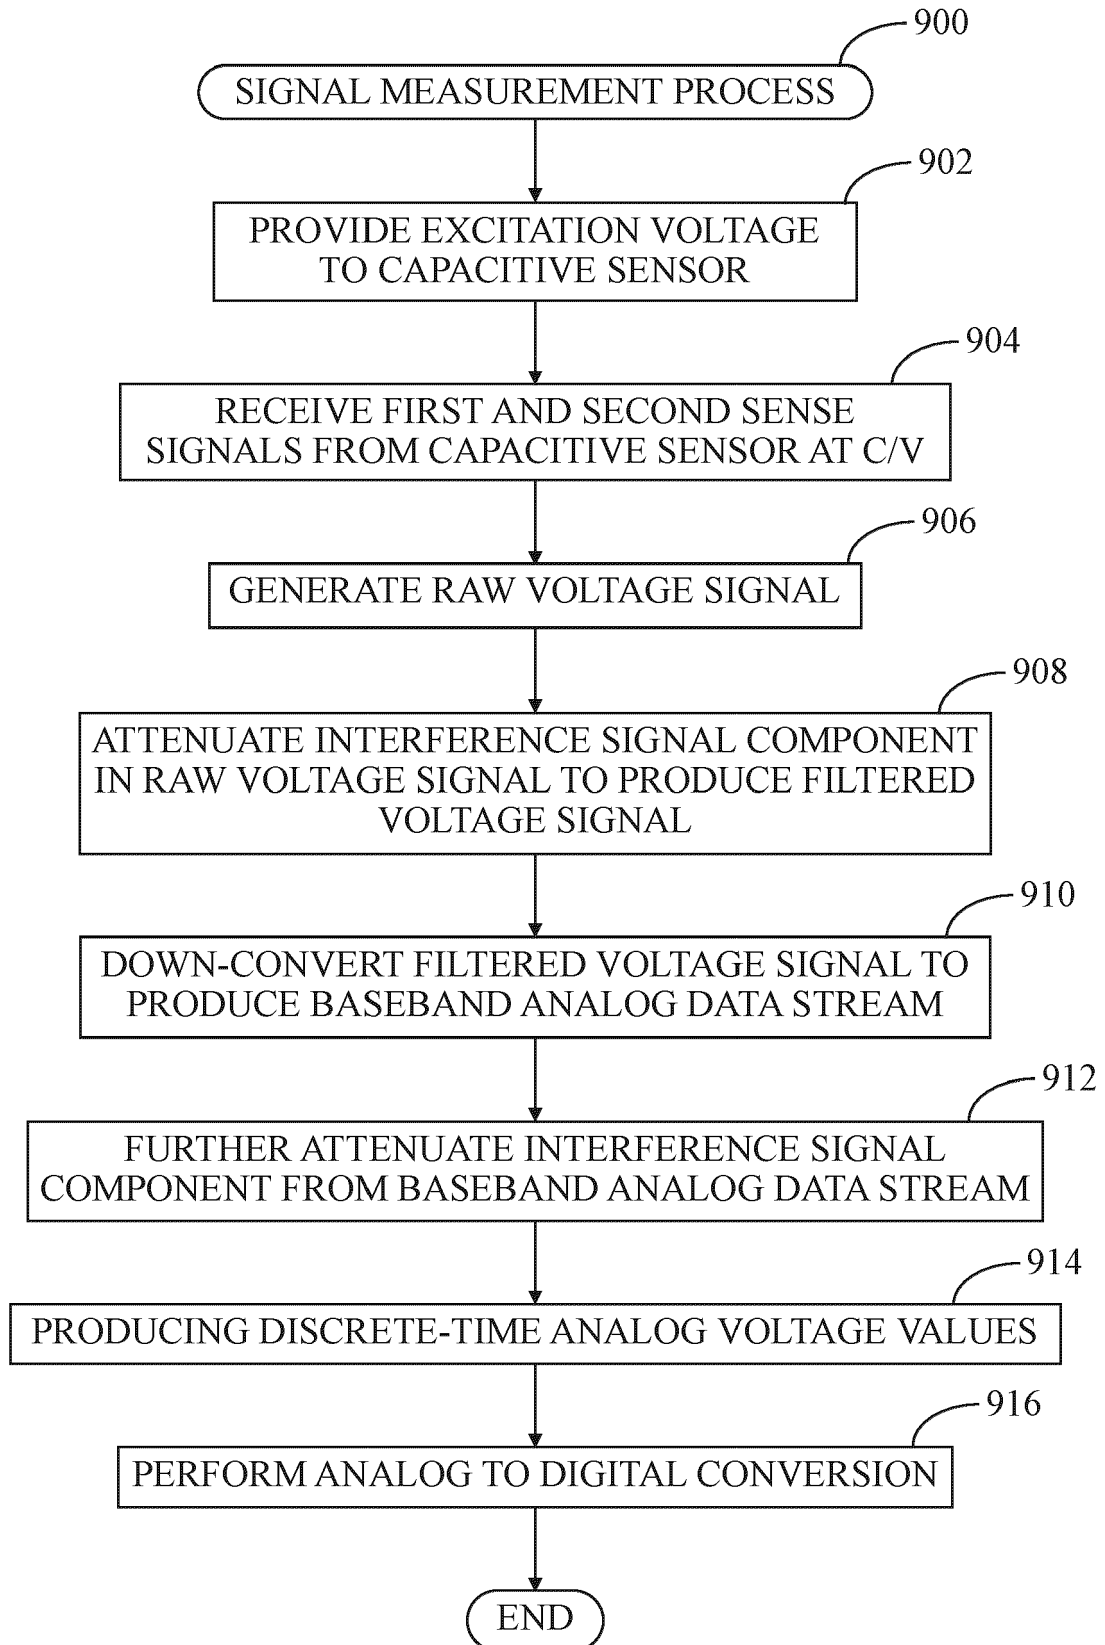 900
SIGNAL MEASUREMENT PROCESS
902
PROVIDE EXCITATION VOLTAGE
TO CAPACITIVE SENSOR
904
RECEIVE FIRST AND SECOND SENSE
SIGNALS FROM CAPACITIVE SENSOR AT C/V
906
GENERATE RAW VOLTAGE SIGNAL
908
ATTENUATE INTERFERENCE SIGNAL COMPONENT
IN RAW VOLTAGE SIGNAL TO PRODUCE FILTERED
VOLTAGE SIGNAL
910
DOWN-CONVERT FILTERED VOLTAGE SIGNAL TO
PRODUCE BASEBAND ANALOG DATA STREAM
912
FURTHER ATTENUATE INTERFERENCE SIGNAL
COMPONENT FROM BASEBAND ANALOG DATA STREAM
914
PRODUCING DISCRETE-TIME ANALOG VOLTAGE VALUES
916
PERFORM ANALOG TO DIGITAL CONVERSION
END